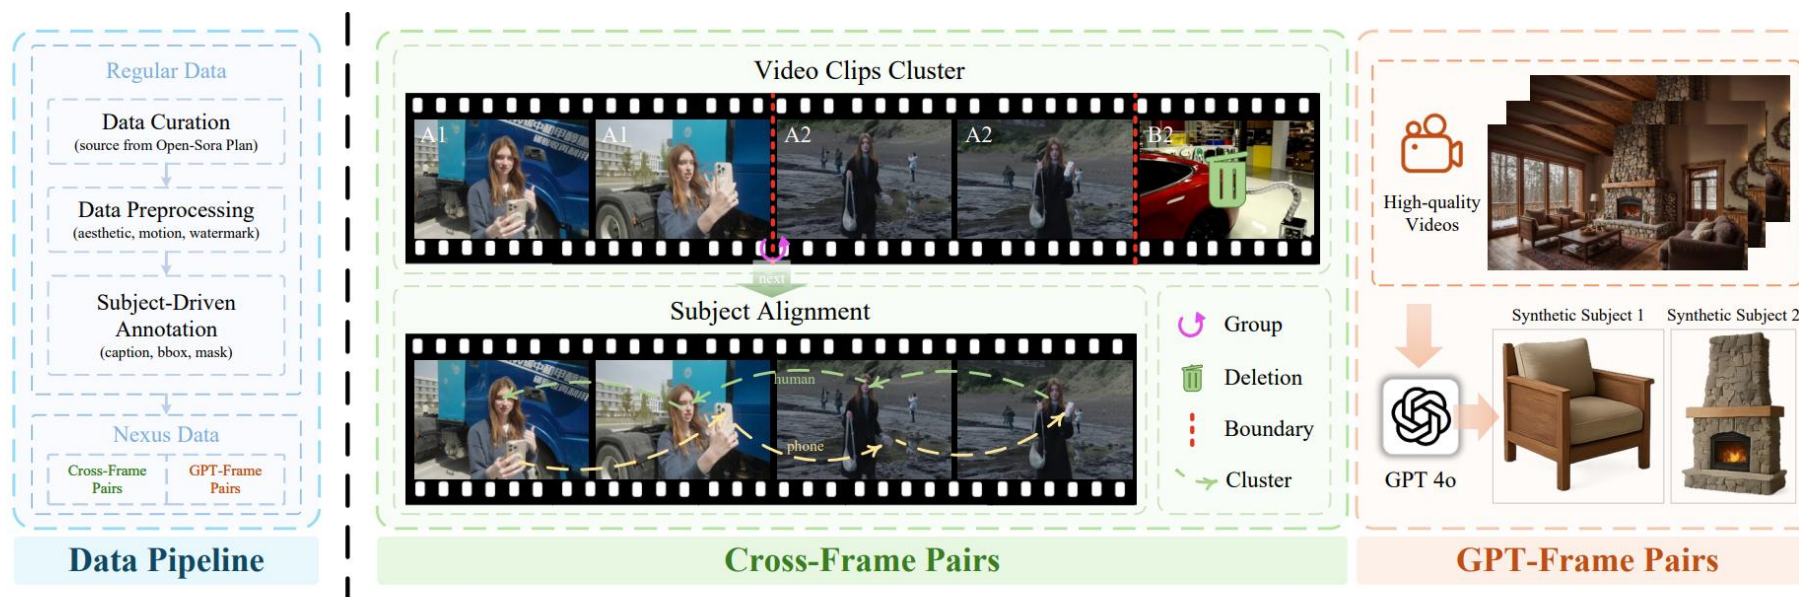 Regular Data
Data Curation
(source from Open-Sora Plan)
Data Preprocessing
(aesthetic, motion, watermark)
Subject-Driven
Annotation
(caption, bbox, mask)
Nexus Data
Cross-Frame
Pairs
GPT-Frame
Pairs
Data Pipeline
Video Clips Cluster
A1
A1
A2
A2
B2
next
Subject Alignment
human
phone
Group
Deletion
Boundary
Cluster
Cross-Frame Pairs
High-quality
Videos
Synthetic Subject 1
Synthetic Subject 2
GPT 4o
GPT-Frame Pairs